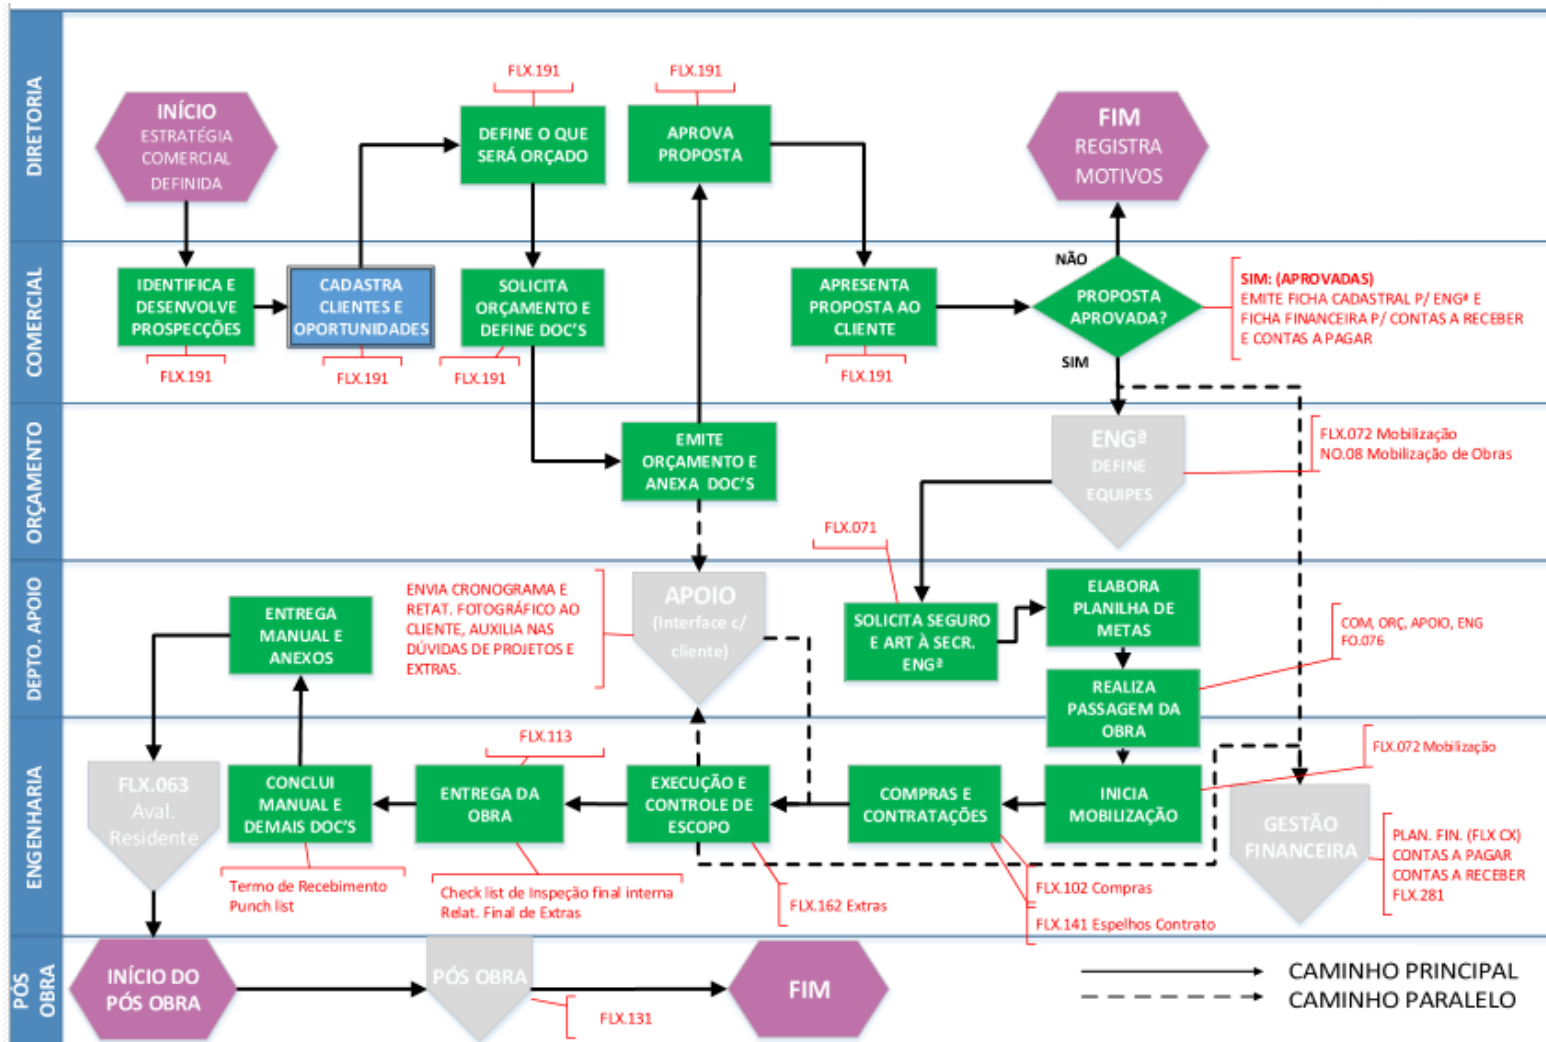 DIRETORIA
INÍCIO
ESTRATÉGIA
COMERCIAL
DEFINIDA
FLX.191
DEFINE O QUE
SERÁ ORÇADO
FLX.191
APROVA
PROPOSTA
FIM
REGISTRA
MOTIVOS
COMERCIAL
IDENTIFICA E
DESENVOLVE
PROSPECÇÕES
FLX.191
CADASTRA
CLIENTES E
OPORTUNIDADES
FLX.191
SOLICITA
ORÇAMENTO E
DEFINE DOC'S
FLX.191
APRESENTA
PROPOSTA AO
CLIENTE
FLX.191
NÃO
PROPOSTA
APROVADA?
SIM
SIM: (APROVADAS)
EMITE FICHA CADASTRAL P/ ENGª E
FICHA FINANCEIRA P/ CONTAS A RECEBER
E CONTAS A PAGAR
ORÇAMENTO
EMITE
ORÇAMENTO E
ANEXA DOC'S
ENGª
DEFINE
EQUIPES
FLX.072 Mobilização
NO.08 Mobilização de Obras
FLX.071
DEPTO. APOIO
ENTREGA
MANUAL E
ANEXOS
ENVIA CRONOGRAMA E
RETAT. FOTOGRÁFICO AO
CLIENTE, AUXILIA NAS
DÚVIDAS DE PROJETOS E
EXTRAS.
APOIO
(Interface c/
cliente)
SOLICITA SEGURO
E ART À SECR.
ENGª
ELABORA
PLANILHA DE
METAS
REALIZA
PASSAGEM DA
OBRA
COM, ORÇ, APOIO, ENG
FO.076
ENGENHARIA
FLX.063
Aval.
Residente
CONCLUI
MANUAL E
DEMAIS DOC'S
Termo de Recebimento
Punch list
FLX.113
ENTREGA DA
OBRA
Check list de Inspeção final interna
Relat. Final de Extras
EXECUÇÃO E
CONTROLE DE
ESCOPO
FLX.162 Extras
COMPRAS E
CONTRATAÇÕES
FLX.102 Compras
FLX.141 Espelhos Contrato
INICIA
MOBILIZAÇÃO
FLX.072 Mobilização
GESTÃO
FINANCEIRA
PLAN. FIN. (FLX CX)
CONTAS A PAGAR
CONTAS A RECEBER
FLX.281
PÓS
OBRA
INÍCIO DO
PÓS OBRA
PÓS OBRA
FLX.131
FIM
CAMINHO PRINCIPAL
CAMINHO PARALELO